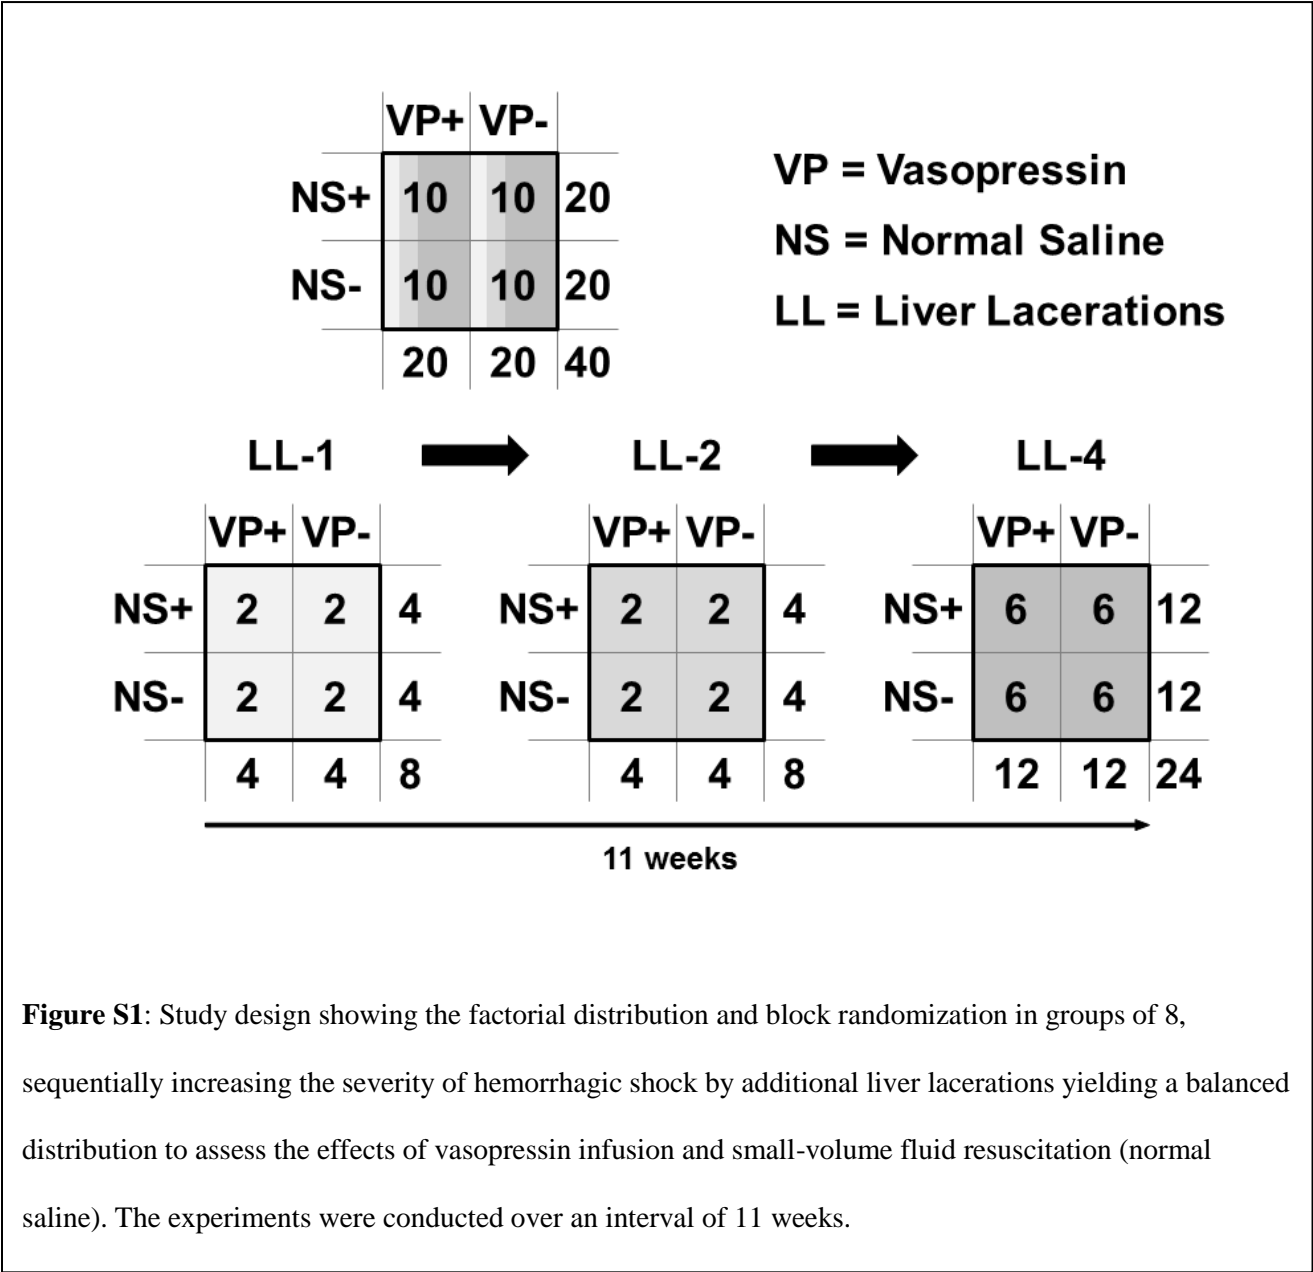 VP+ VP-
NS+ 10 10 20
NS- 10 10 20
20 20 40
VP = Vasopressin
NS = Normal Saline
LL = Liver Lacerations
LL-1 LL-2 LL-4
VP+ VP- VP+ VP- VP+ VP-
NS+ 2 2 4 NS+ 2 2 4 NS+ 6 6 12
NS- 2 2 4 NS- 2 2 4 NS- 6 6 12
4 4 8 4 4 8 12 12 24
11 weeks
Figure S1: Study design showing the factorial distribution and block randomization in groups of 8,
sequentially increasing the severity of hemorrhagic shock by additional liver lacerations yielding a balanced
distribution to assess the effects of vasopressin infusion and small-volume fluid resuscitation (normal
saline). The experiments were conducted over an interval of 11 weeks.